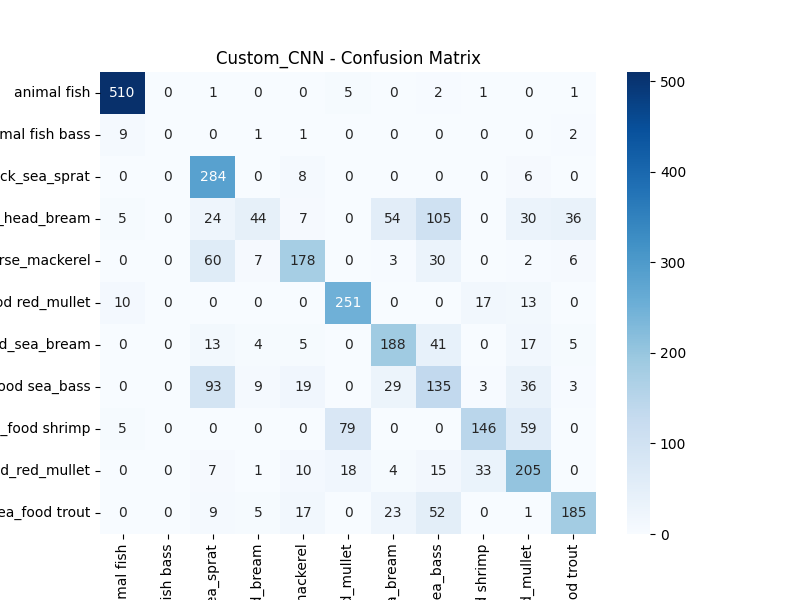 Custom_CNN - Confusion Matrix
animal fish 510 0 1 0 0 5 0 2 1 0 1
mal fish bass 9 0 0 1 1 0 0 0 0 0 2
ck_sea_sprat 0 0 284 0 8 0 0 0 0 6 0
_head_bream 5 0 24 44 7 0 54 105 0 30 36
rse_mackerel 0 0 60 7 178 0 3 30 0 2 6
od red_mullet 10 0 0 0 0 251 0 0 17 13 0
d_sea_bream 0 0 13 4 5 0 188 41 0 17 5
ood sea_bass 0 0 93 9 19 0 29 135 3 36 3
_food shrimp 5 0 0 0 0 79 0 0 146 59 0
d_red_mullet 0 0 7 1 10 18 4 15 33 205 0
ea_food trout 0 0 9 5 17 0 23 52 0 1 185
mal fish
ish bass
ea_sprat
d_bream
mackerel
d_mullet
a_bream
ea_bass
d shrimp
d_mullet
od trout
500
400
300
200
100
0